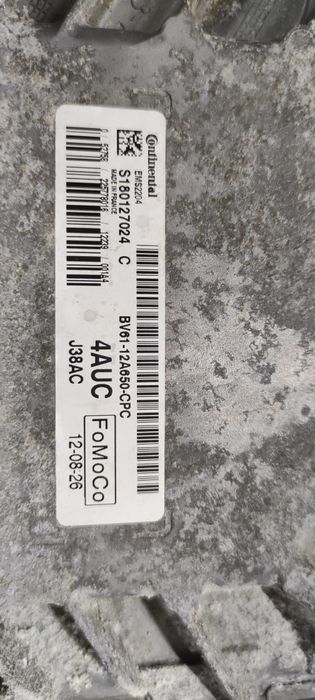 Continental
EMS2204
S180127024 C
MADE IN FRANCE
BV61-12A650-CPC
4AUC
FoMoCo
J38AC
12-08-26